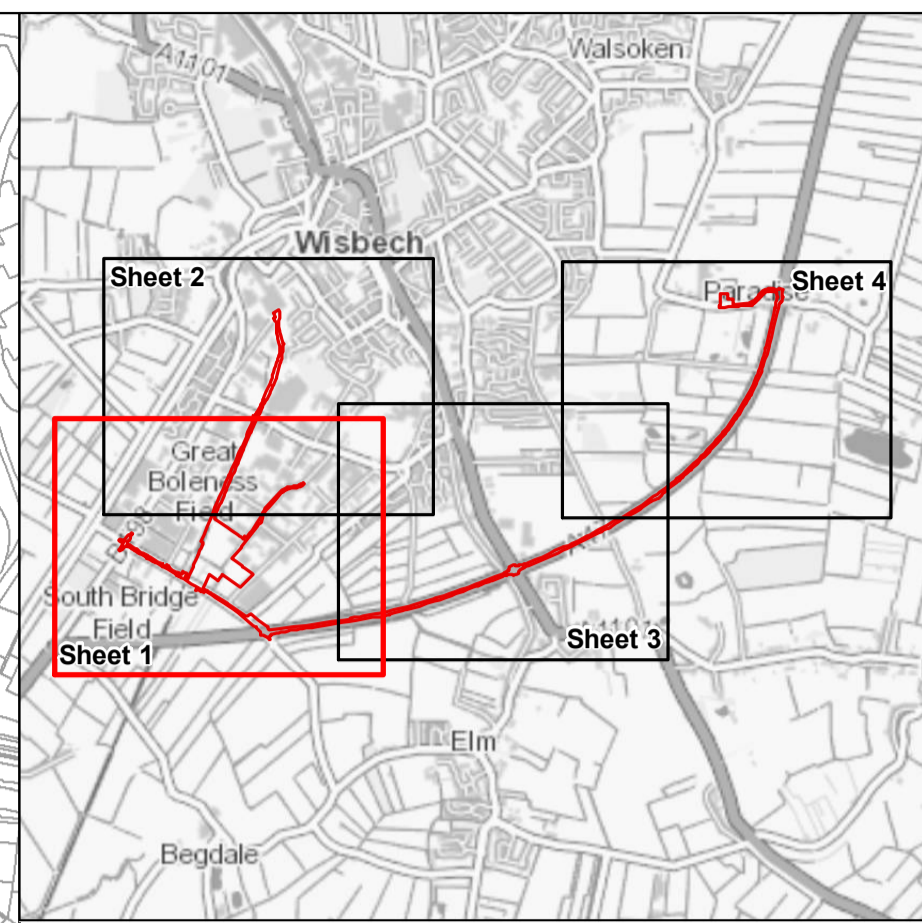 A1101
Walsoken
Wisbech
Sheet 2
Paradise
Sheet 4
Great
Boleness
Field
South Bridge
Field
Sheet 1
Sheet 3
Elm
Begdale